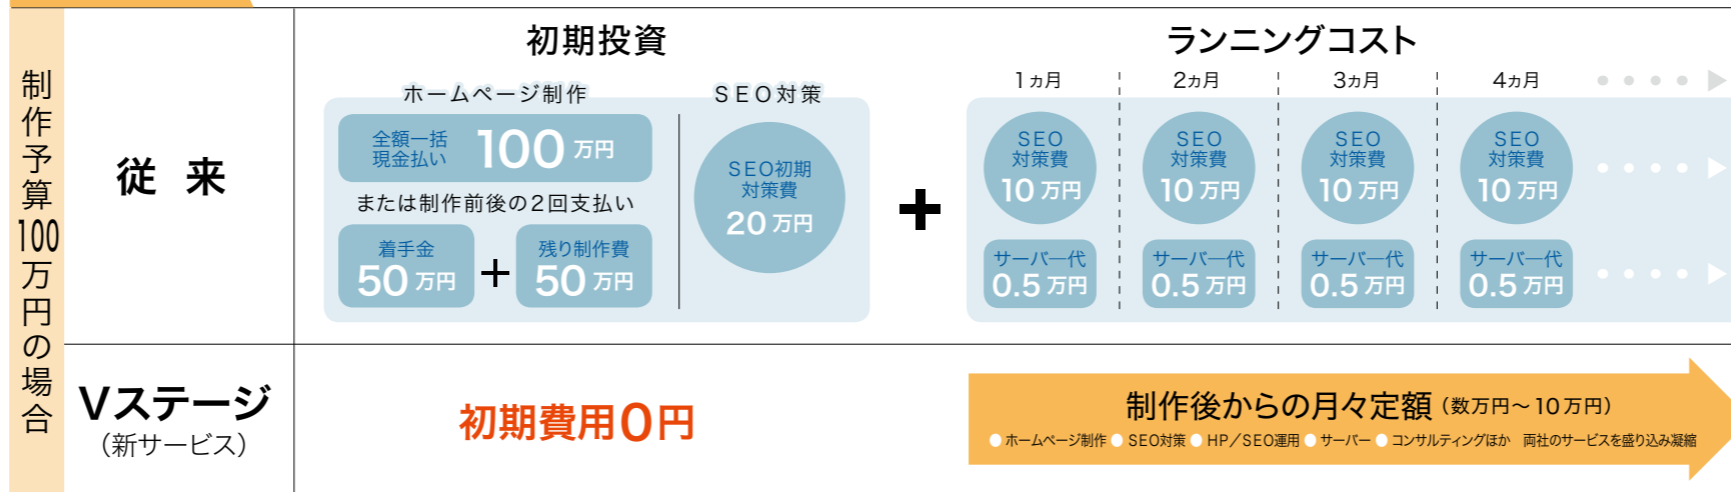 制作予算100万円の場合
従来
初期投資
ホームページ制作
SEO対策
全額一括
現金払い
100万円
または制作前後の2回支払い
着手金
50万円
+
残り制作費
50万円
SEO初期
対策費
20万円
+
ランニングコスト
1ヵ月
2ヵ月
3ヵ月
4ヵ月
SEO
対策費
10万円
SEO
対策費
10万円
SEO
対策費
10万円
SEO
対策費
10万円
サーバー代
0.5万円
サーバー代
0.5万円
サーバー代
0.5万円
サーバー代
0.5万円
Vステージ
（新サービス）
初期費用0円
制作後からの月々定額（数万円〜10万円）
●ホームページ制作●SEO対策●HP／SEO運用●サーバー●コンサルティングほか 両社のサービスを盛り込み凝縮